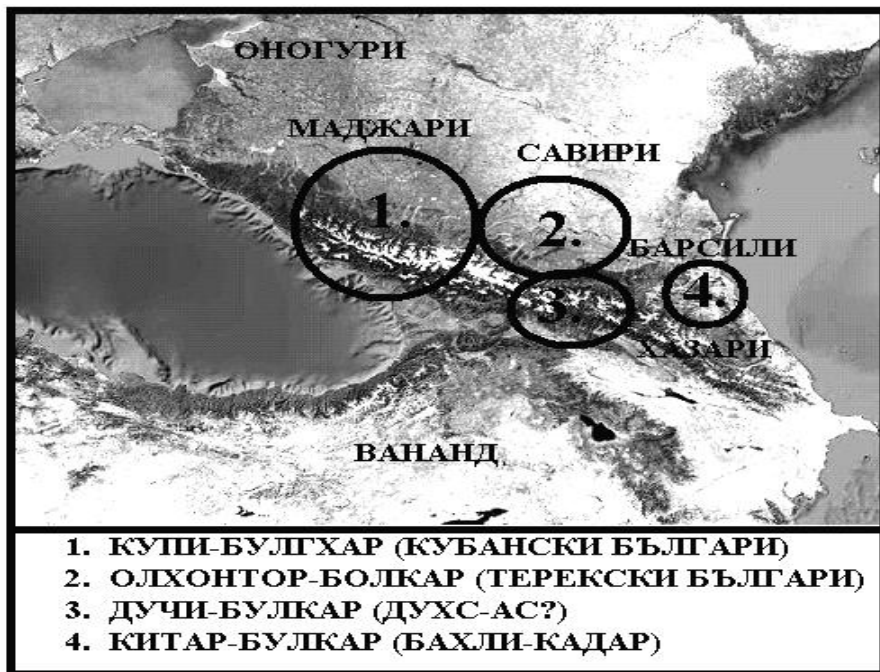 ОНОГУРИ
МАДЖАРИ
САВИРИ
1.
2.
БАРСИЛИ
3.
4.
ХАЗАРИ
ВАНАНД
1. КУПИ-БУЛГХАР (КУБАНСКИ БЪЛГАРИ)
2. ОЛХОНТОР-БОЛКАР (ТЕРЕКСКИ БЪЛГАРИ)
3. ДУЧИ-БУЛКАР (ДУХС-АС?)
4. КИТАР-БУЛКАР (БАХЛИ-КАДАР)